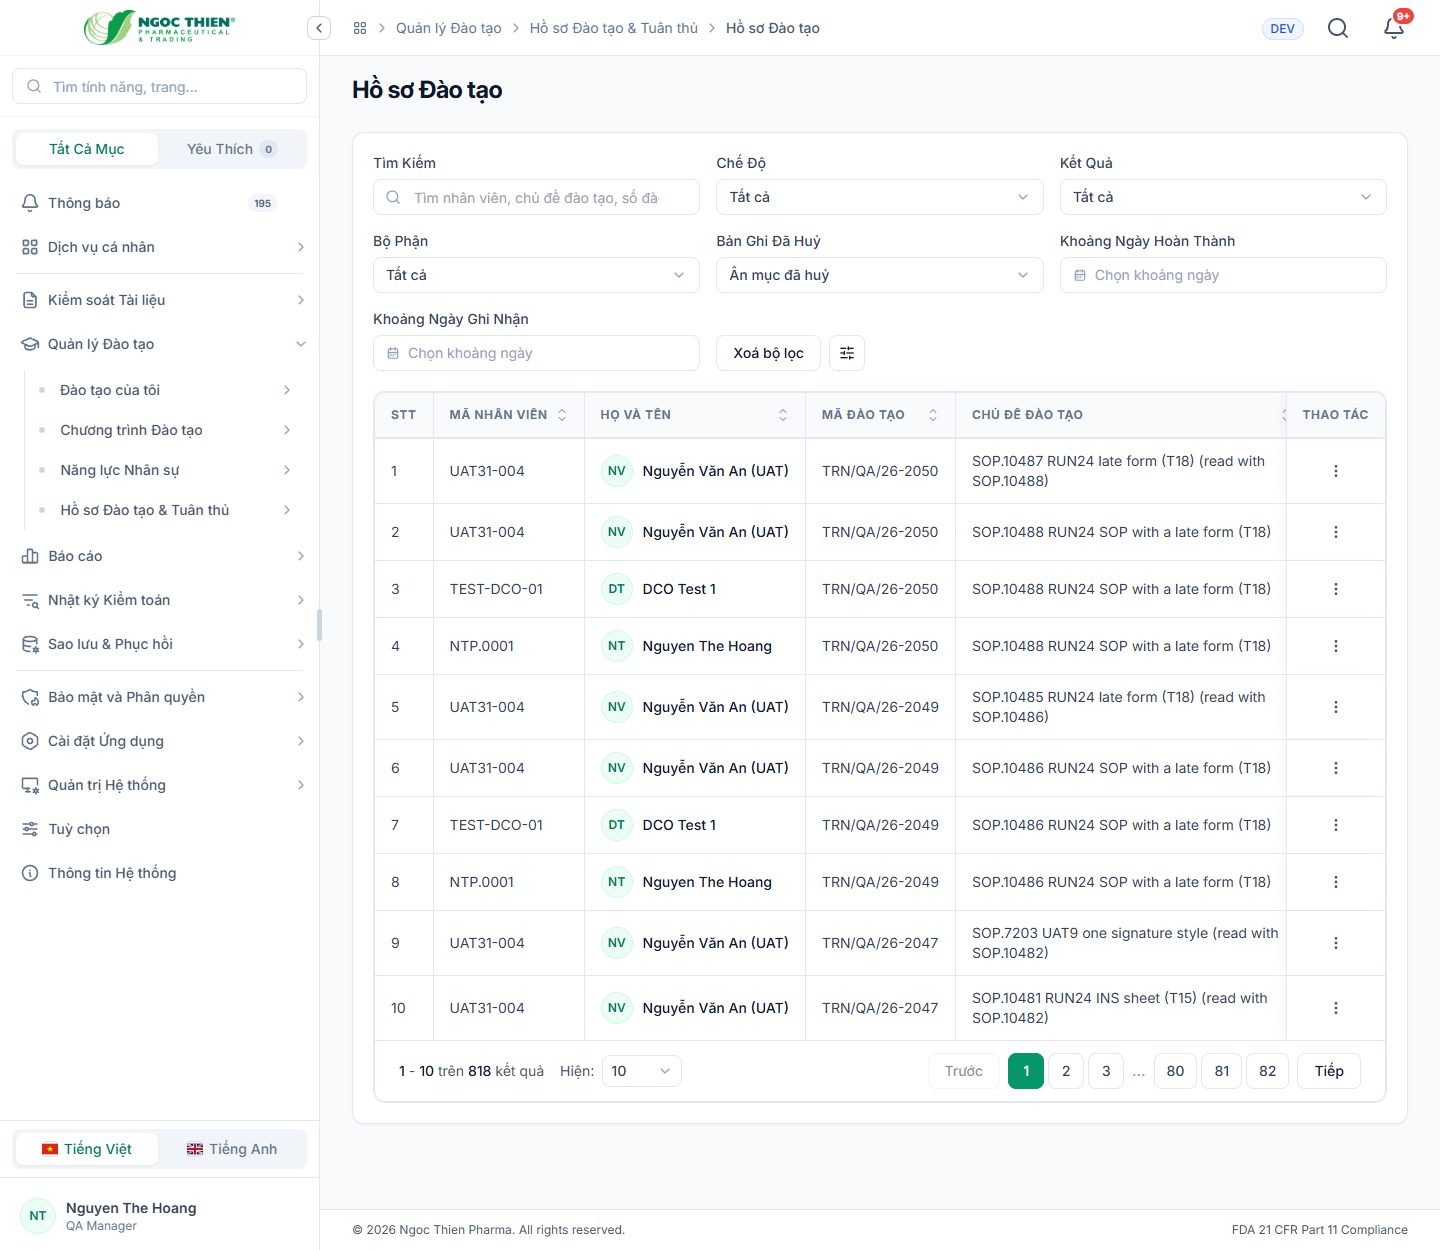 NGOC THIEN
PHARMACEUTICAL
& TRADING
Quản lý Đào tạo
Hồ sơ Đào tạo & Tuân thủ
Hồ sơ Đào tạo
DEV
9+
Tìm tính năng, trang...
Tất Cả Mục
Yêu Thích 0
Thông báo 195
Dịch vụ cá nhân
Kiểm soát Tài liệu
Quản lý Đào tạo
Đào tạo của tôi
Chương trình Đào tạo
Năng lực Nhân sự
Hồ sơ Đào tạo & Tuân thủ
Báo cáo
Nhật ký Kiểm toán
Sao lưu & Phục hồi
Bảo mật và Phân quyền
Cài đặt Ứng dụng
Quản trị Hệ thống
Tuỳ chọn
Thông tin Hệ thống
Tiếng Việt
Tiếng Anh
NT
Nguyen The Hoang
QA Manager
Hồ sơ Đào tạo
Tìm Kiếm
Chế Độ
Kết Quả
Tìm nhân viên, chủ đề đào tạo, số đà
Tất cả
Tất cả
Bộ Phận
Bản Ghi Đã Huỷ
Khoảng Ngày Hoàn Thành
Tất cả
Ẩn mục đã huỷ
Chọn khoảng ngày
Khoảng Ngày Ghi Nhận
Chọn khoảng ngày
Xoá bộ lọc
STT MÃ NHÂN VIÊN HỌ VÀ TÊN MÃ ĐÀO TẠO CHỦ ĐỀ ĐÀO TẠO THAO TÁC
1 UAT31-004 NV Nguyễn Văn An (UAT) TRN/QA/26-2050 SOP.10487 RUN24 late form (T18) (read with
SOP.10488)
2 UAT31-004 NV Nguyễn Văn An (UAT) TRN/QA/26-2050 SOP.10488 RUN24 SOP with a late form (T18)
3 TEST-DCO-01 DT DCO Test 1 TRN/QA/26-2050 SOP.10488 RUN24 SOP with a late form (T18)
4 NTP.0001 NT Nguyen The Hoang TRN/QA/26-2050 SOP.10488 RUN24 SOP with a late form (T18)
5 UAT31-004 NV Nguyễn Văn An (UAT) TRN/QA/26-2049 SOP.10485 RUN24 late form (T18) (read with
SOP.10486)
6 UAT31-004 NV Nguyễn Văn An (UAT) TRN/QA/26-2049 SOP.10486 RUN24 SOP with a late form (T18)
7 TEST-DCO-01 DT DCO Test 1 TRN/QA/26-2049 SOP.10486 RUN24 SOP with a late form (T18)
8 NTP.0001 NT Nguyen The Hoang TRN/QA/26-2049 SOP.10486 RUN24 SOP with a late form (T18)
9 UAT31-004 NV Nguyễn Văn An (UAT) TRN/QA/26-2047 SOP.7203 UAT9 one signature style (read with
SOP.10482)
10 UAT31-004 NV Nguyễn Văn An (UAT) TRN/QA/26-2047 SOP.10481 RUN24 INS sheet (T15) (read with
SOP.10482)
1 - 10 trên 818 kết quả Hiện: 10 Trước 1 2 3 ... 80 81 82 Tiếp
© 2026 Ngoc Thien Pharma. All rights reserved.
FDA 21 CFR Part 11 Compliance